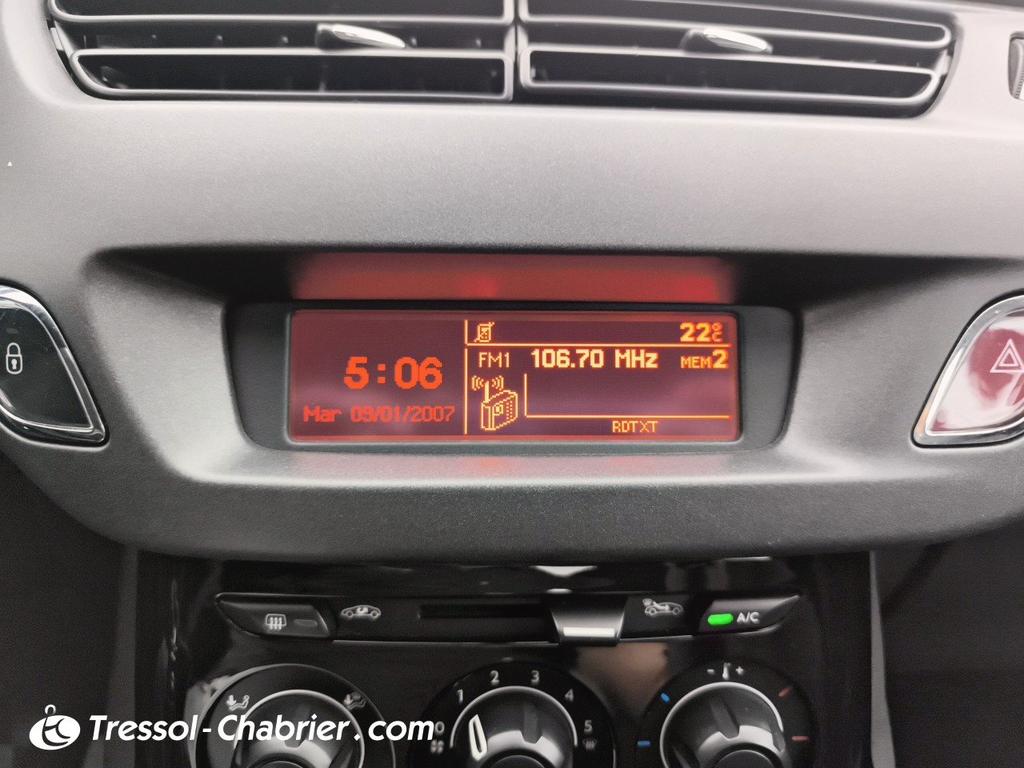 22°C
FM1 106.70 MHz MEM2
5:06
Mar 09/01/2007
RDTXT
A/C
0 1 2 3 4 5
- +
Tressol-Chabrier.com